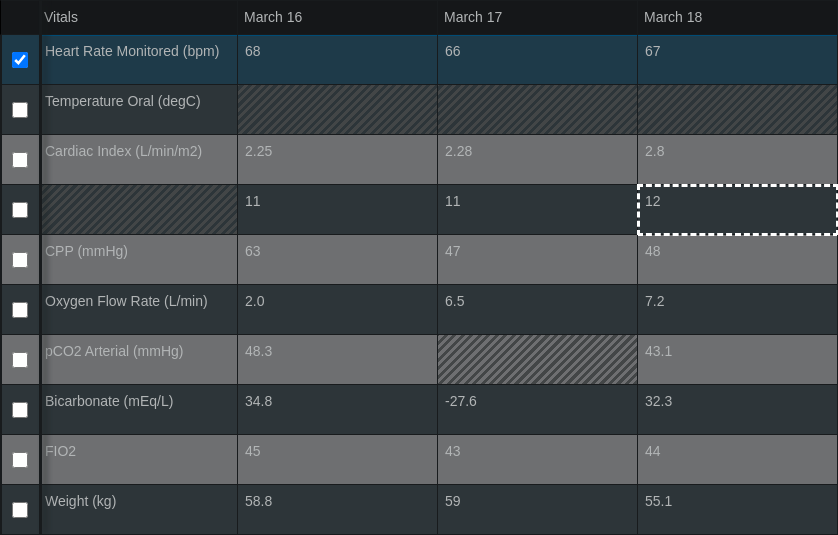 Vitals March 16 March 17 March 18
Heart Rate Monitored (bpm) 68 66 67
Temperature Oral (degC)
Cardiac Index (L/min/m2) 2.25 2.28 2.8
11 11 12
CPP (mmHg) 63 47 48
Oxygen Flow Rate (L/min) 2.0 6.5 7.2
pCO2 Arterial (mmHg) 48.3 43.1
Bicarbonate (mEq/L) 34.8 -27.6 32.3
FIO2 45 43 44
Weight (kg) 58.8 59 55.1